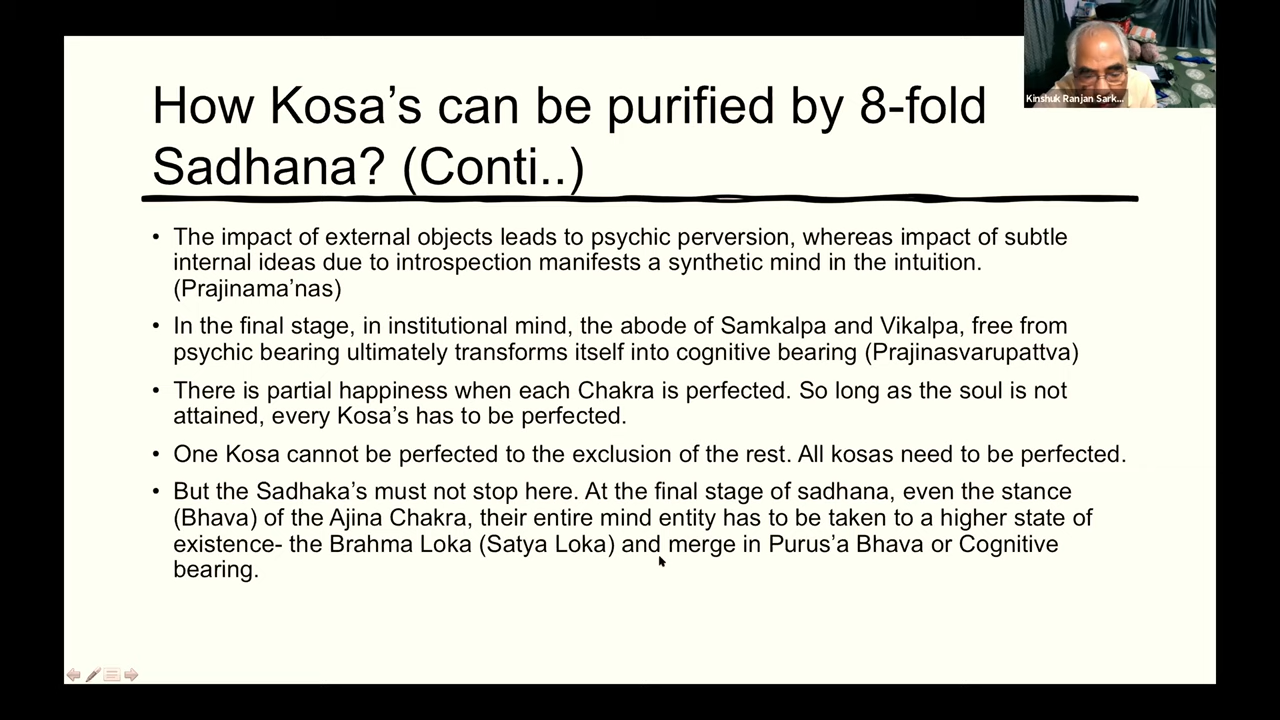 How Kosa's can be purified by 8-fold
Sadhana? (Conti..)
Kinshuk Ranjan Sark...
• The impact of external objects leads to psychic perversion, whereas impact of subtle
internal ideas due to introspection manifests a synthetic mind in the intuition.
(Prajinama'nas)
• In the final stage, in institutional mind, the abode of Samkalpa and Vikalpa, free from
psychic bearing ultimately transforms itself into cognitive bearing (Prajinasvarupattva)
• There is partial happiness when each Chakra is perfected. So long as the soul is not
attained, every Kosa's has to be perfected.
• One Kosa cannot be perfected to the exclusion of the rest. All kosas need to be perfected.
• But the Sadhaka's must not stop here. At the final stage of sadhana, even the stance
(Bhava) of the Ajina Chakra, their entire mind entity has to be taken to a higher state of
existence- the Brahma Loka (Satya Loka) and merge in Purus'a Bhava or Cognitive
bearing.